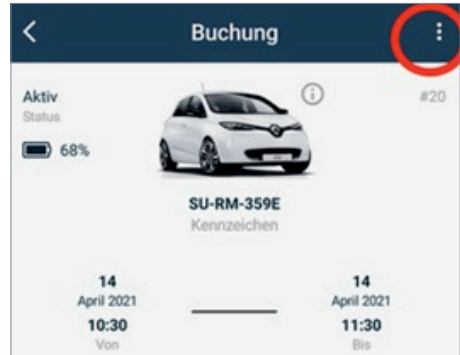 Buchung
Aktiv
#20
Status
68%
SU-RM-359E
Kennzeichen
14
April 2021
10:30
Von
14
April 2021
11:30
Bis